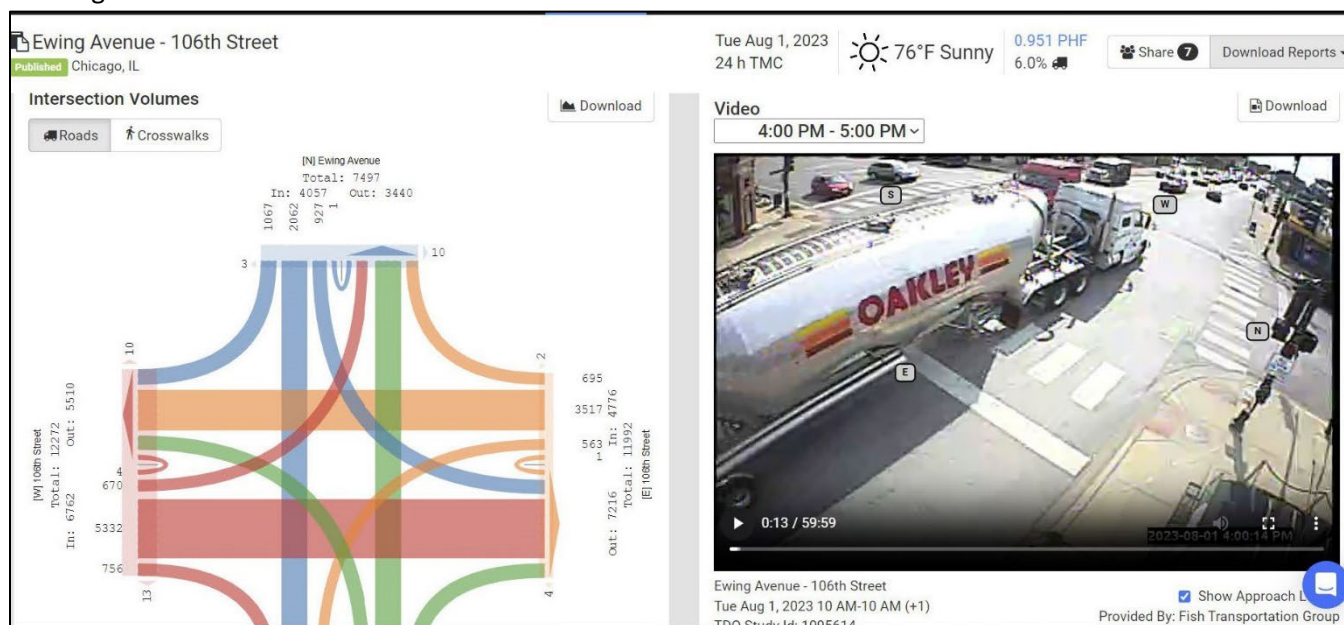 Ewing Avenue - 106th Street
Published Chicago, IL
Tue Aug 1, 2023
24 h TMC
76°F Sunny
0.951 PHF
6.0%
Share 7
Download Reports
Intersection Volumes
Download
Roads
Crosswalks
[N] Ewing Avenue
Total: 7497
In: 4057 Out: 3440
1067
2062
927
1
3
10
10
[W] 106th Street
Total: 12272
In: 6762 Out: 5510
4
670
5332
756
13
2
695
3517
563
1
In: 4776
Out: 7216
Total: 11992
[E] 106th Street
4
Video
Download
4:00 PM - 5:00 PM
S
W
OAKLEY
N
E
0:13 / 59:59
2023-08-01 4:00:14 PM
Ewing Avenue - 106th Street
Tue Aug 1, 2023 10 AM-10 AM (+1)
Show Approach
Provided By: Fish Transportation Group